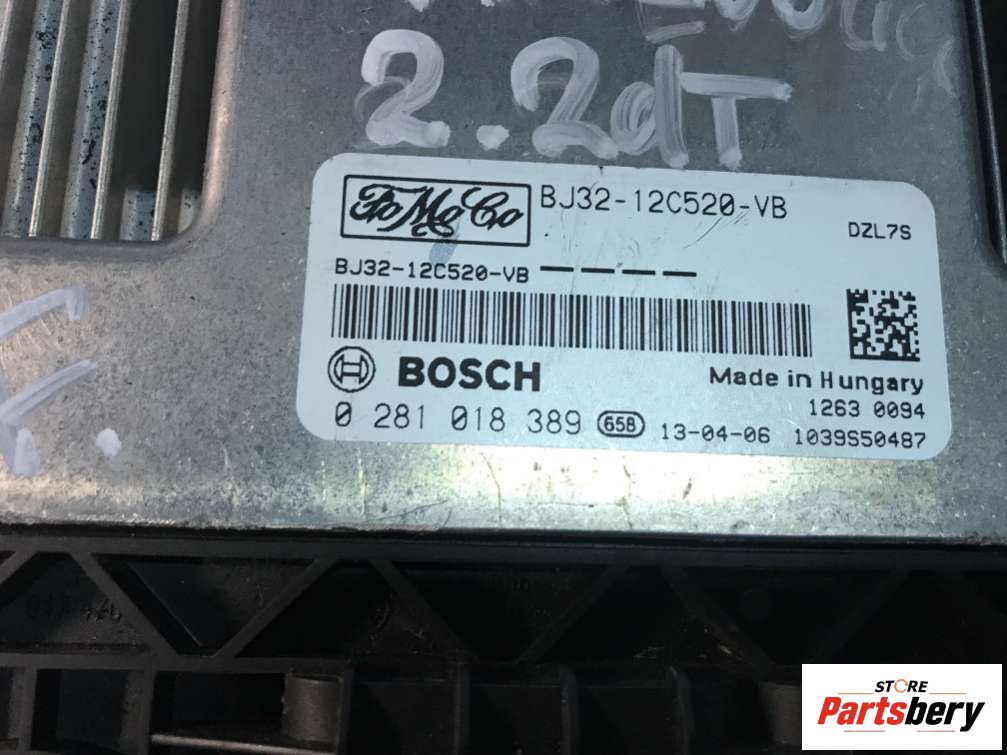 2.2dT
FoMoCo
BJ32-12C520-VB
DZL7S
BJ32-12C520-VB — — — —
BOSCH
Made in Hungary
1263 0094
0 281 018 389 658 13-04-06 1039S50487
STORE
Partsbery